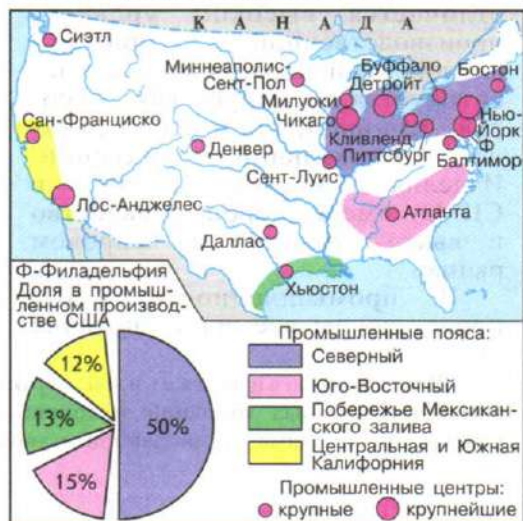 КАНАДА
Сиэтл
Миннеаполис-
Сент-Пол
Буффало
Бостон
Детройт
Милуоки
Чикаго
Нью-
Йорк
Сан-Франциско
Кливленд
Ф
Денвер
Питтсбург
Балтимор
Сент-Луис
Лос-Анджелес
Атланта
Даллас
Хьюстон
Ф-Филадельфия
Доля в промыш-
ленном производ-
стве США
12%
13%
50%
15%
Промышленные пояса:
Северный
Юго-Восточный
Побережье Мексикан-
ского залива
Центральная и Южная
Калифорния
Промышленные центры:
крупные
крупнейшие